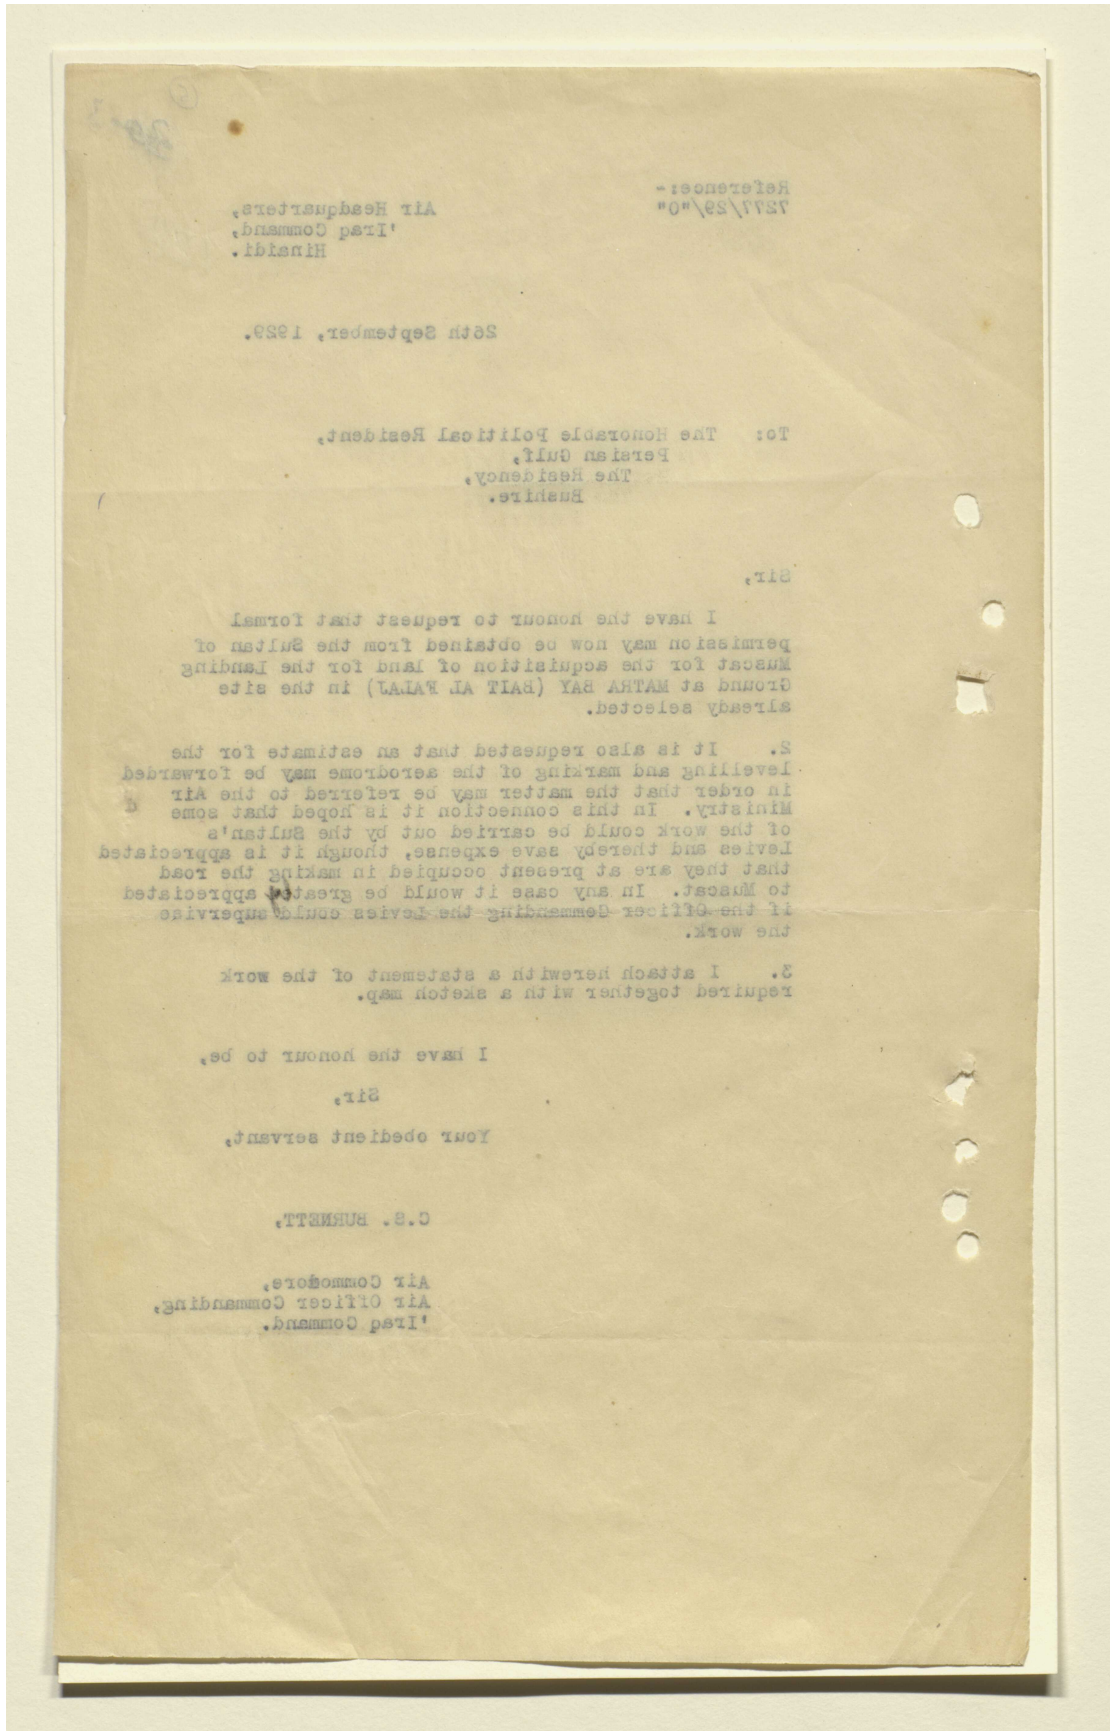 Reference:-
7277/29/"O"
Air Headquarters,
'Iraq Command,
Hinaidi.
26th September, 1929.
To: The Honorable Political Resident,
Persian Gulf,
The Residency,
Bushire.
Sir,
I have the honour to request that formal
permission may now be obtained from the Sultan of
Muscat for the acquisition of land for the Landing
Ground at MATRA BAY (BAIT AL FALAJ) in the site
already selected.
2. It is also requested that an estimate for the
levelling and marking of the aerodrome may be forwarded
in order that the matter may be referred to the Air
Ministry. In this connection it is hoped that some
of the work could be carried out by the Sultan's
Levies and thereby save expense, though it is appreciated
that they are at present occupied in making the road
to Muscat. In any case it would be greatly appreciated
if the Officer Commanding the Levies could supervise
the work.
3. I attach herewith a statement of the work
required together with a sketch map.
I have the honour to be,
Sir,
Your obedient servant,
C.S. BURNETT,
Air Commodore,
Air Officer Commanding,
'Iraq Command.